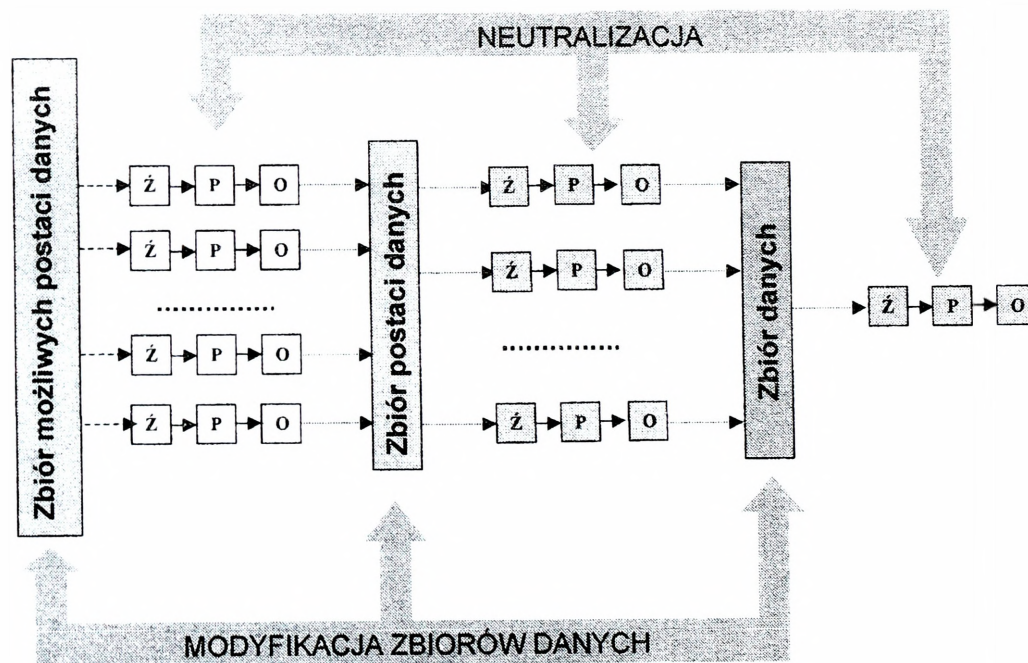 NEUTRALIZACJA
Zbiór możliwych postaci danych
Ź P O
Ź P O
....................
Ź P O
Ź P O
Zbiór postaci danych
Ź P O
Ź P O
....................
Ź P O
Zbiór danych
Ź P O
MODYFIKACJA ZBIORÓW DANYCH